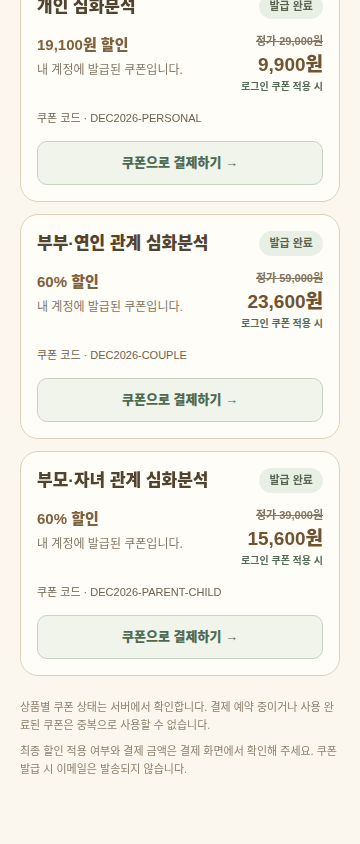 개인 심화분석
발급 완료
19,100원 할인
정가 29,000원
내 계정에 발급된 쿠폰입니다.
9,900원
로그인 쿠폰 적용 시
쿠폰 코드 · DEC2026-PERSONAL
쿠폰으로 결제하기 →
부부·연인 관계 심화분석
발급 완료
60% 할인
정가 59,000원
내 계정에 발급된 쿠폰입니다.
23,600원
로그인 쿠폰 적용 시
쿠폰 코드 · DEC2026-COUPLE
쿠폰으로 결제하기 →
부모·자녀 관계 심화분석
발급 완료
60% 할인
정가 39,000원
내 계정에 발급된 쿠폰입니다.
15,600원
로그인 쿠폰 적용 시
쿠폰 코드 · DEC2026-PARENT-CHILD
쿠폰으로 결제하기 →
상품별 쿠폰 상태는 서버에서 확인합니다. 결제 예약 중이거나 사용 완
료된 쿠폰은 중복으로 사용할 수 없습니다.
최종 할인 적용 여부와 결제 금액은 결제 화면에서 확인해 주세요. 쿠폰
발급 시 이메일은 발송되지 않습니다.